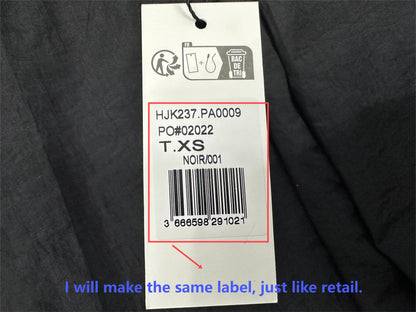 FR
+
BAC
DE
TRI
HJK237.PA0009
PO#02022
T.XS
NOIR/001
3 666598 291021
I will make the same label, just like retail.